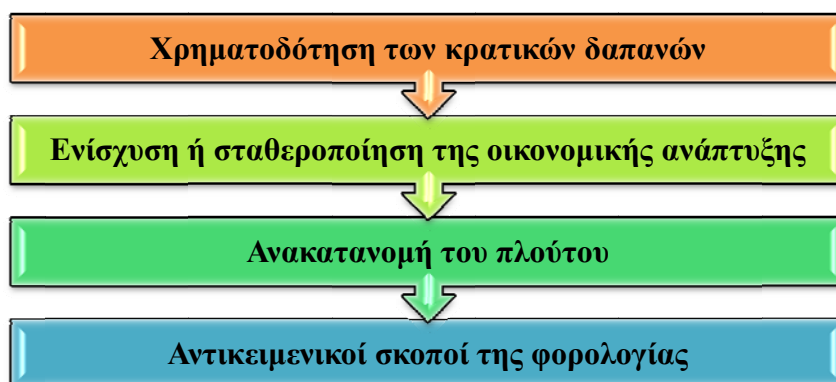 Χρηματοδότηση των κρατικών δαπανών
Ενίσχυση ή σταθεροποίηση της οικονομικής ανάπτυξης
Ανακατανομή του πλούτου
Αντικειμενικοί σκοποί της φορολογίας